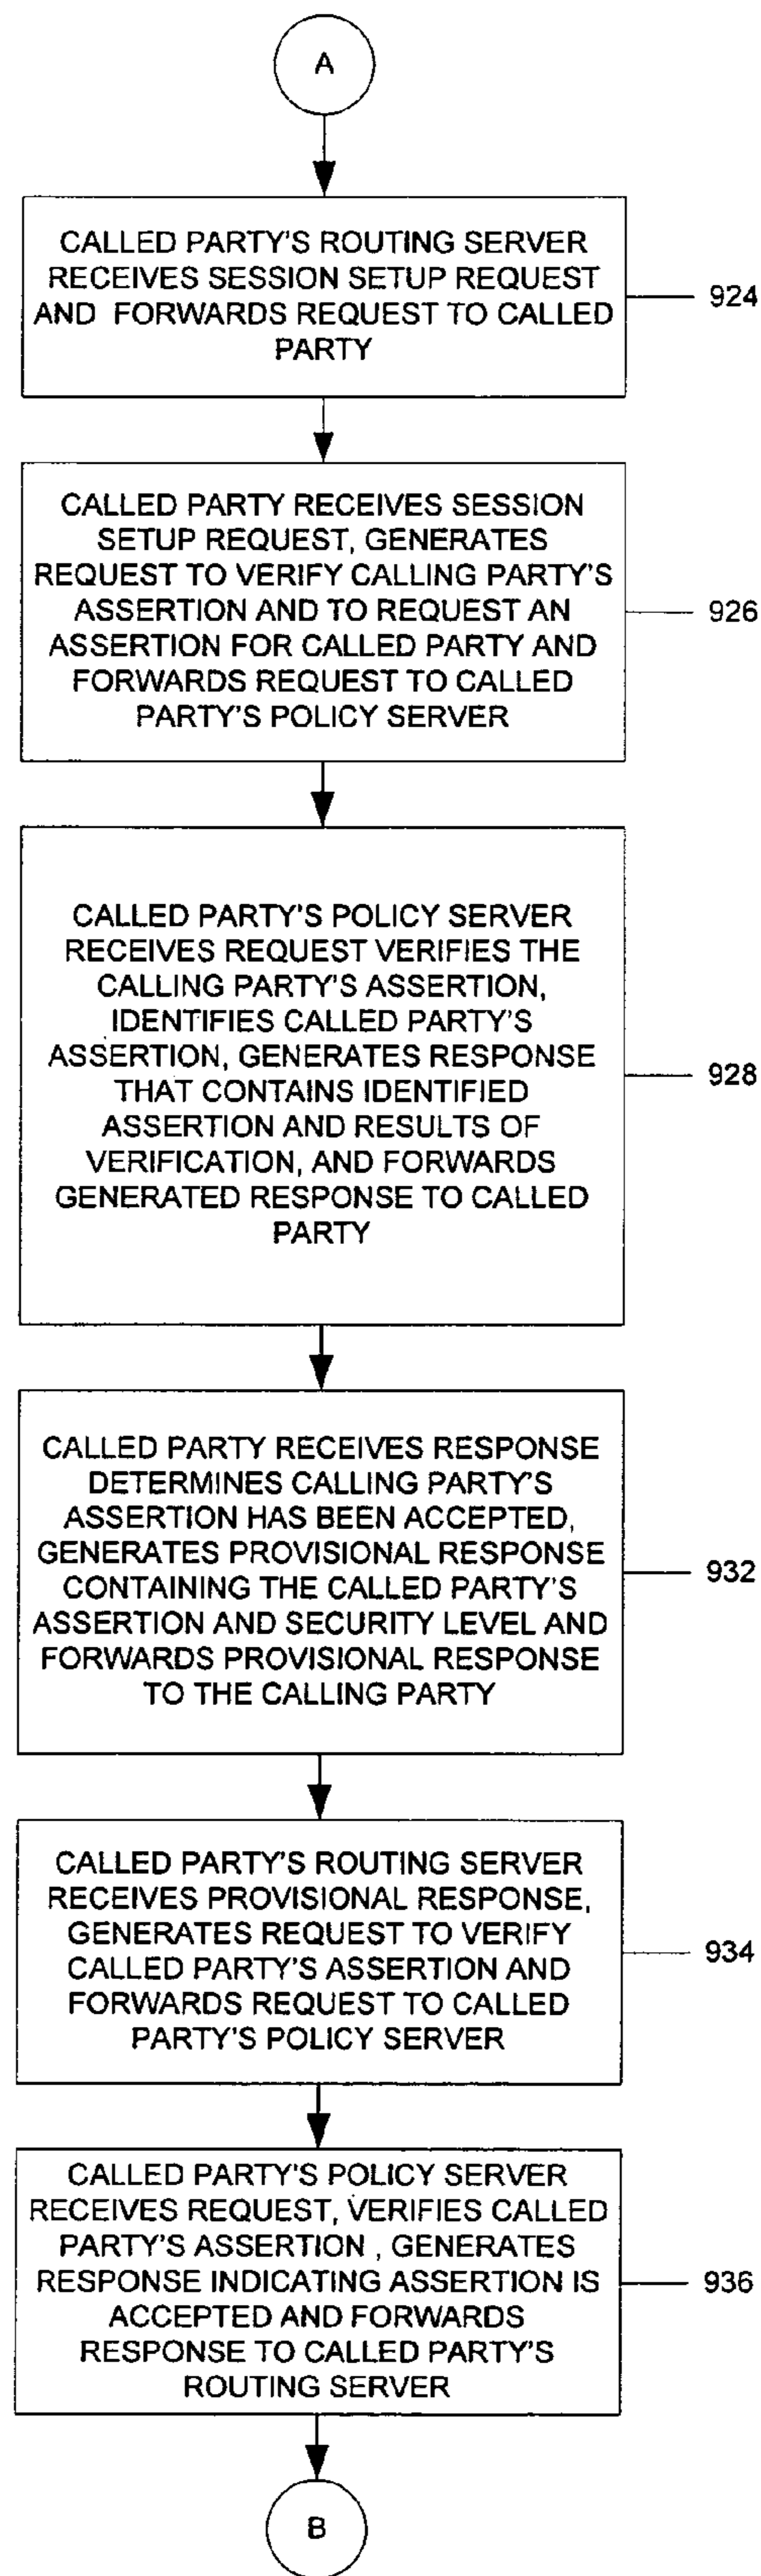 A
CALLED PARTY'S ROUTING SERVER
RECEIVES SESSION SETUP REQUEST
AND FORWARDS REQUEST TO CALLED
PARTY
924
CALLED PARTY RECEIVES SESSION
SETUP REQUEST, GENERATES
REQUEST TO VERIFY CALLING PARTY'S
ASSERTION AND TO REQUEST AN
ASSERTION FOR CALLED PARTY AND
FORWARDS REQUEST TO CALLED
PARTY'S POLICY SERVER
926
CALLED PARTY'S POLICY SERVER
RECEIVES REQUEST VERIFIES THE
CALLING PARTY'S ASSERTION,
IDENTIFIES CALLED PARTY'S
ASSERTION, GENERATES RESPONSE
THAT CONTAINS IDENTIFIED
ASSERTION AND RESULTS OF
VERIFICATION, AND FORWARDS
GENERATED RESPONSE TO CALLED
PARTY
928
CALLED PARTY RECEIVES RESPONSE
DETERMINES CALLING PARTY'S
ASSERTION HAS BEEN ACCEPTED,
GENERATES PROVISIONAL RESPONSE
CONTAINING THE CALLED PARTY'S
ASSERTION AND SECURITY LEVEL AND
FORWARDS PROVISIONAL RESPONSE
TO THE CALLING PARTY
932
CALLED PARTY'S ROUTING SERVER
RECEIVES PROVISIONAL RESPONSE,
GENERATES REQUEST TO VERIFY
CALLED PARTY'S ASSERTION AND
FORWARDS REQUEST TO CALLED
PARTY'S POLICY SERVER
934
CALLED PARTY'S POLICY SERVER
RECEIVES REQUEST, VERIFIES CALLED
PARTY'S ASSERTION , GENERATES
RESPONSE INDICATING ASSERTION IS
ACCEPTED AND FORWARDS
RESPONSE TO CALLED PARTY'S
ROUTING SERVER
936
B